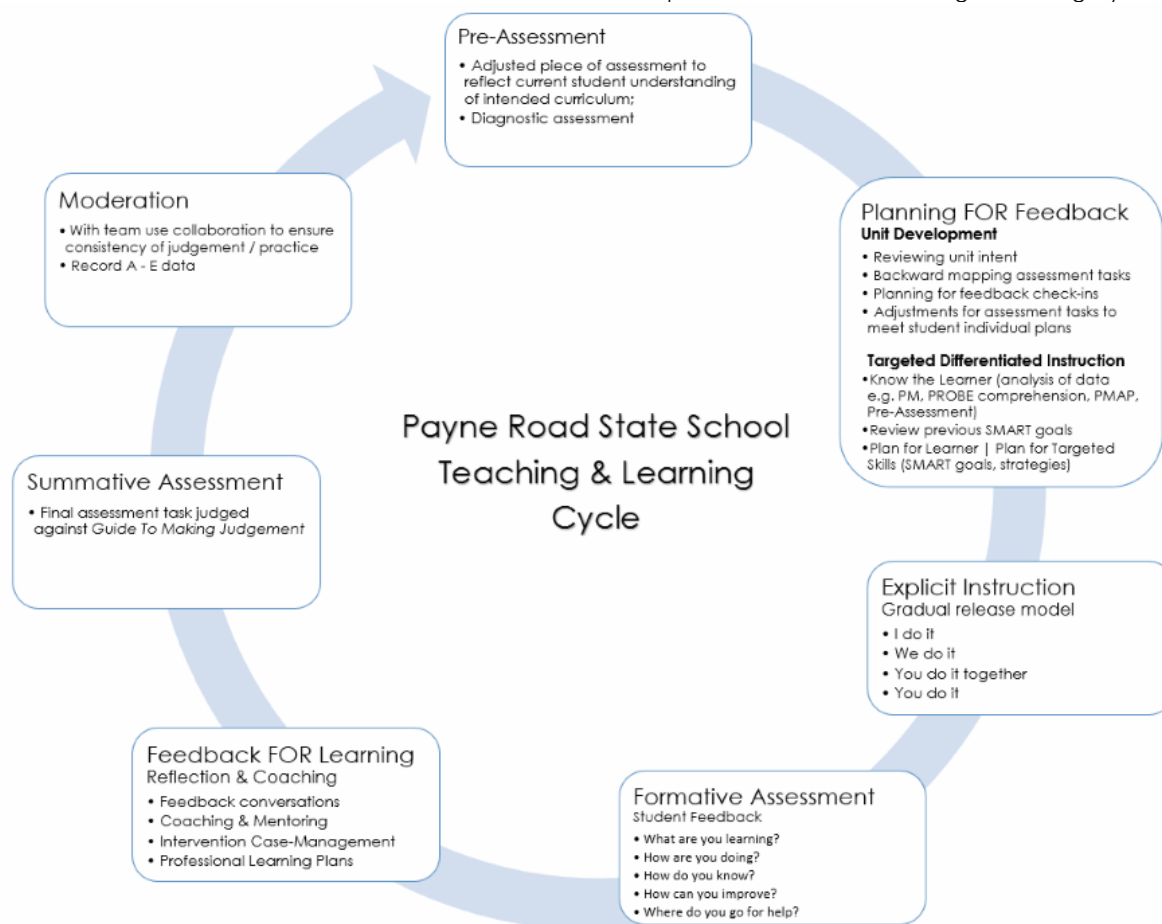 Pre-Assessment
• Adjusted piece of assessment to
reflect current student understanding
of intended curriculum;
• Diagnostic assessment
Planning FOR Feedback
Unit Development
• Reviewing unit intent
• Backward mapping assessment tasks
• Planning for feedback check-ins
• Adjustments for assessment tasks to
meet student individual plans
Targeted Differentiated Instruction
•Know the Learner (analysis of data
e.g. PM, PROBE comprehension, PMAP,
Pre-Assessment)
•Review previous SMART goals
•Plan for Learner | Plan for Targeted
Skills (SMART goals, strategies)
Explicit Instruction
Gradual release model
• I do it
• We do it
• You do it together
• You do it
Formative Assessment
Student Feedback
• What are you learning?
• How are you doing?
• How do you know?
• How can you improve?
• Where do you go for help?
Feedback FOR Learning
Reflection & Coaching
• Feedback conversations
• Coaching & Mentoring
• Intervention Case-Management
• Professional Learning Plans
Summative Assessment
• Final assessment task judged
against Guide To Making Judgement
Moderation
• With team use collaboration to ensure
consistency of judgement / practice
• Record A - E data
Payne Road State School
Teaching & Learning
Cycle